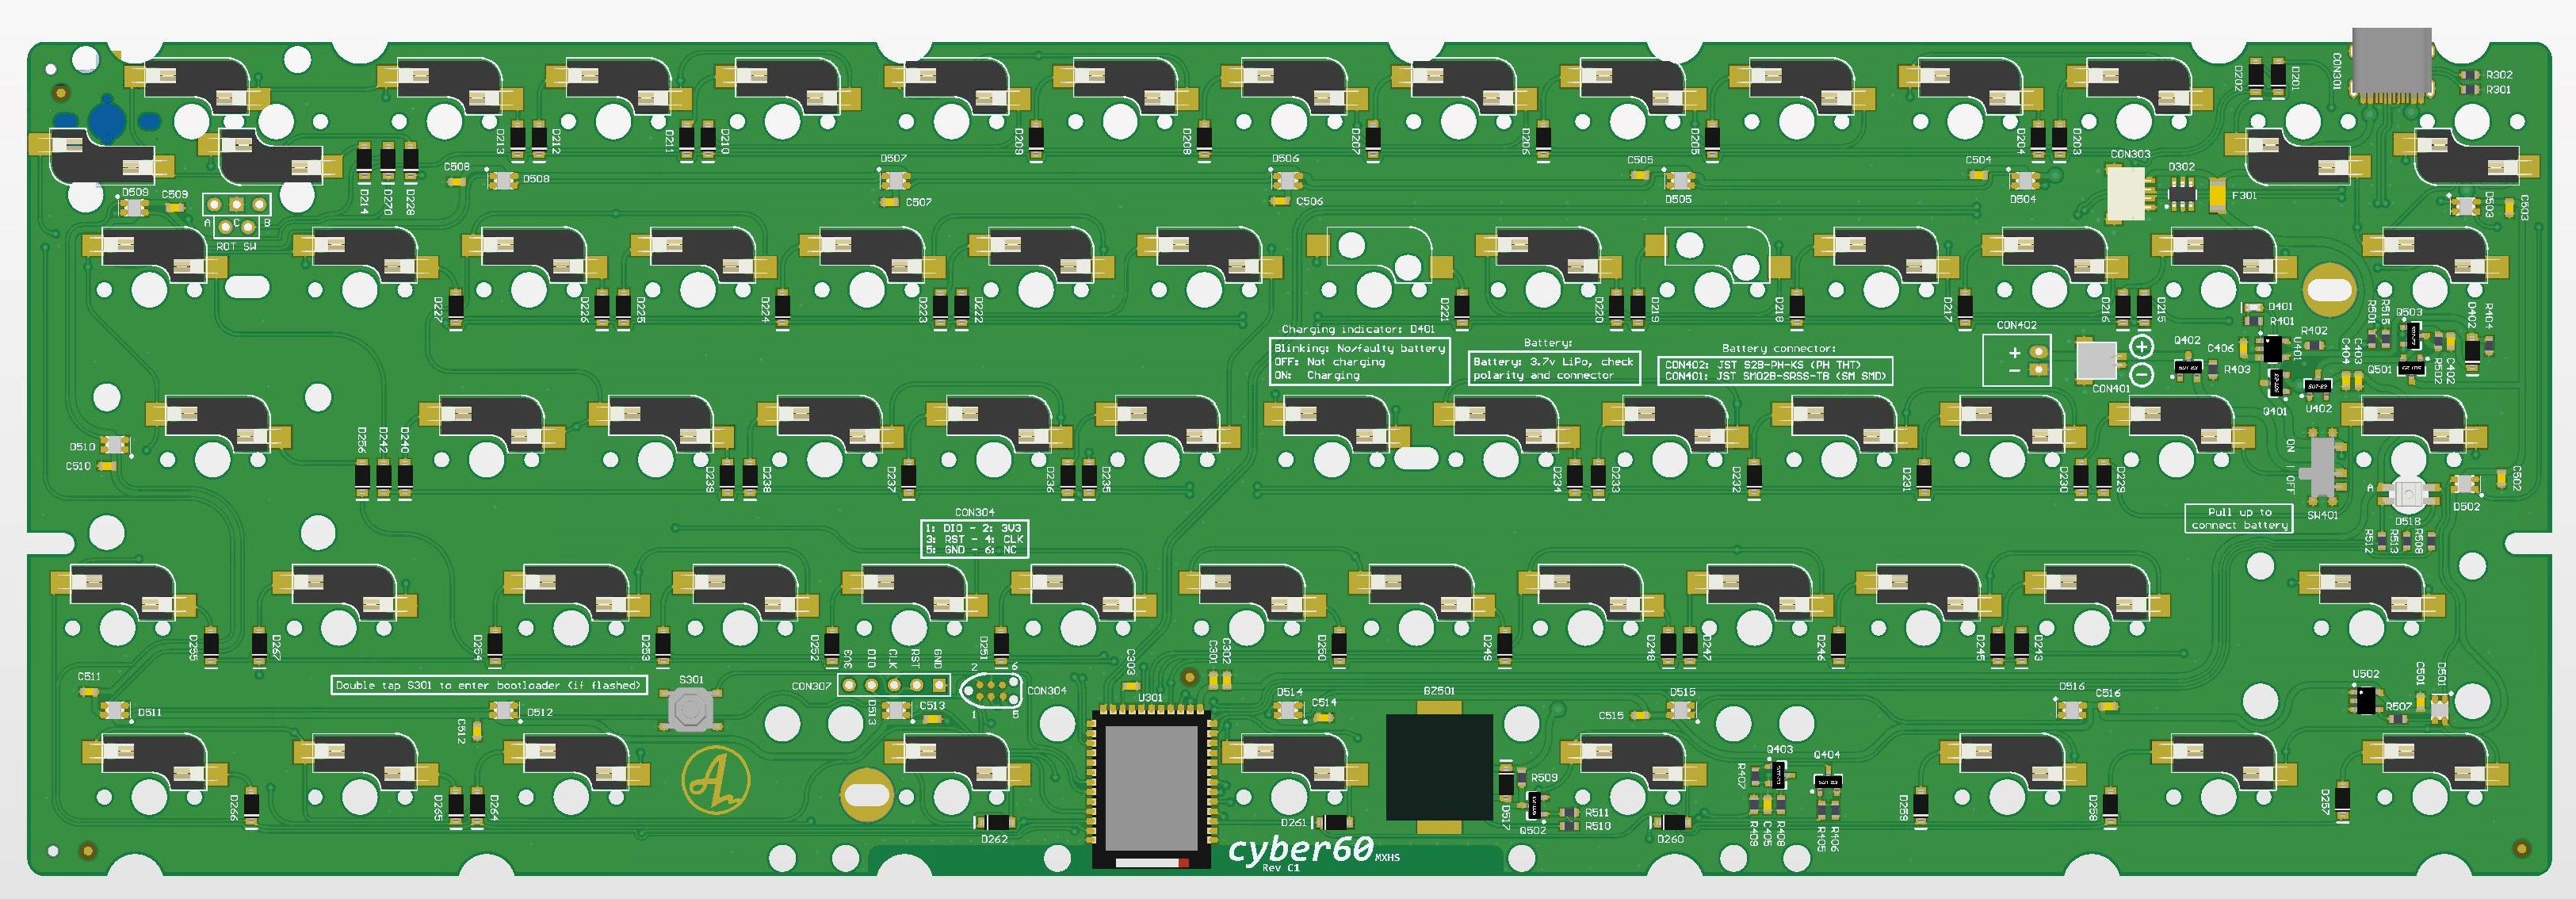 CON301
D202
D201
R302
R301
D213
D212
D211
D210
D209
D208
D207
D206
D205
D204
D203
D214
D270
D228
C508
D508
D507
C507
D506
C506
C505
D505
C504
D504
CON303
D302
F301
D503
C503
D509
C509
A C B
ROT SW
D227
D226
D225
D224
D223
D222
D221
D220
D219
D218
D217
D216
D215
Charging indicator: D401
Blinking: No/faulty battery
OFF: Not charging
ON: Charging
Battery:
Battery: 3.7v LiPo, check
polarity and connector
Battery connector:
CON402: JST S2B-PH-KS (PH THT)
CON401: JST SM02B-SRSS-TB (SM SMD)
CON402
+
−
CON401
+
−
Q402
R403
C406
D401
R401
U401
R402
Q401
U402
C404
C403
R501
R515
Q503
Q501
R502
C402
D402
R404
D510
C510
D256
D242
D240
D239
D238
D237
D236
D235
D234
D233
D232
D231
D230
D229
ON | OFF
SW401
Pull up to
connect battery
A
D518
D502
C502
R512
R513
R508
CON304
1: DIO - 2: 3V3
3: RST - 4: CLK
5: GND - 6: NC
D255
D267
D254
D253
D252
D251
D250
D249
D248
D247
D246
D245
D243
3V3
DIO
CLK
RST
GND
CON307
2
6
1
5
CON304
C303
C301
C302
U301
Double tap S301 to enter bootloader (if flashed)
S301
C511
D511
D512
C512
D513
C513
D514
C514
BZ501
C515
D515
D516
C516
U502
R507
C501
D501
D266
D265
D264
D262
D261
D517
R509
Q502
R511
R510
D260
Q403
R407
Q404
R409
C405
R408
R405
R406
D259
D258
D257
cyber60 MXHS
Rev C1